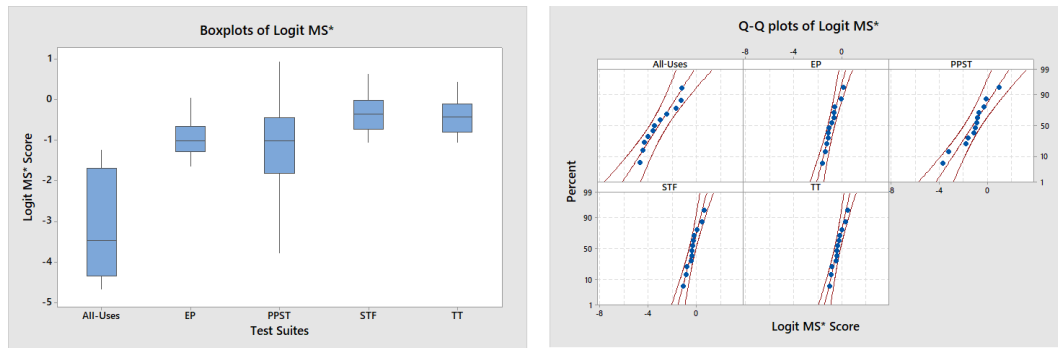 Boxplots of Logit MS*
Logit MS* Score
1
0
-1
-2
-3
-4
-5
All-Uses EP PPST STF TT
Test Suites
Q-Q plots of Logit MS*
-8 -4 0
All-Uses EP PPST
99
90
50
10
1
Percent
STF TT
99
90
50
10
1
-8 -4 0
-8 -4 0
Logit MS* Score